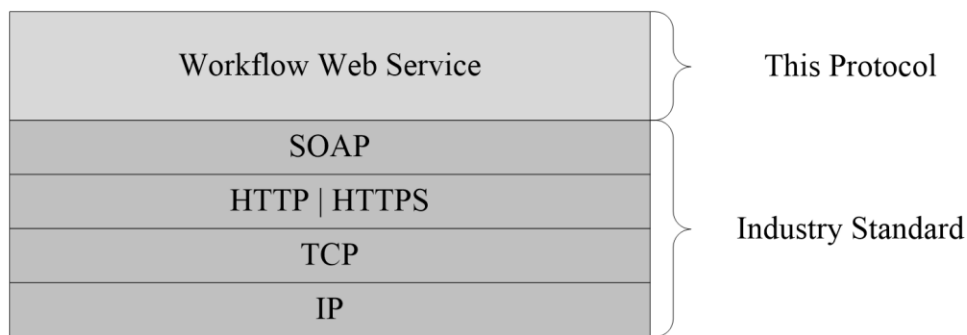 Workflow Web Service
This Protocol
SOAP
HTTP | HTTPS
TCP
IP
Industry Standard